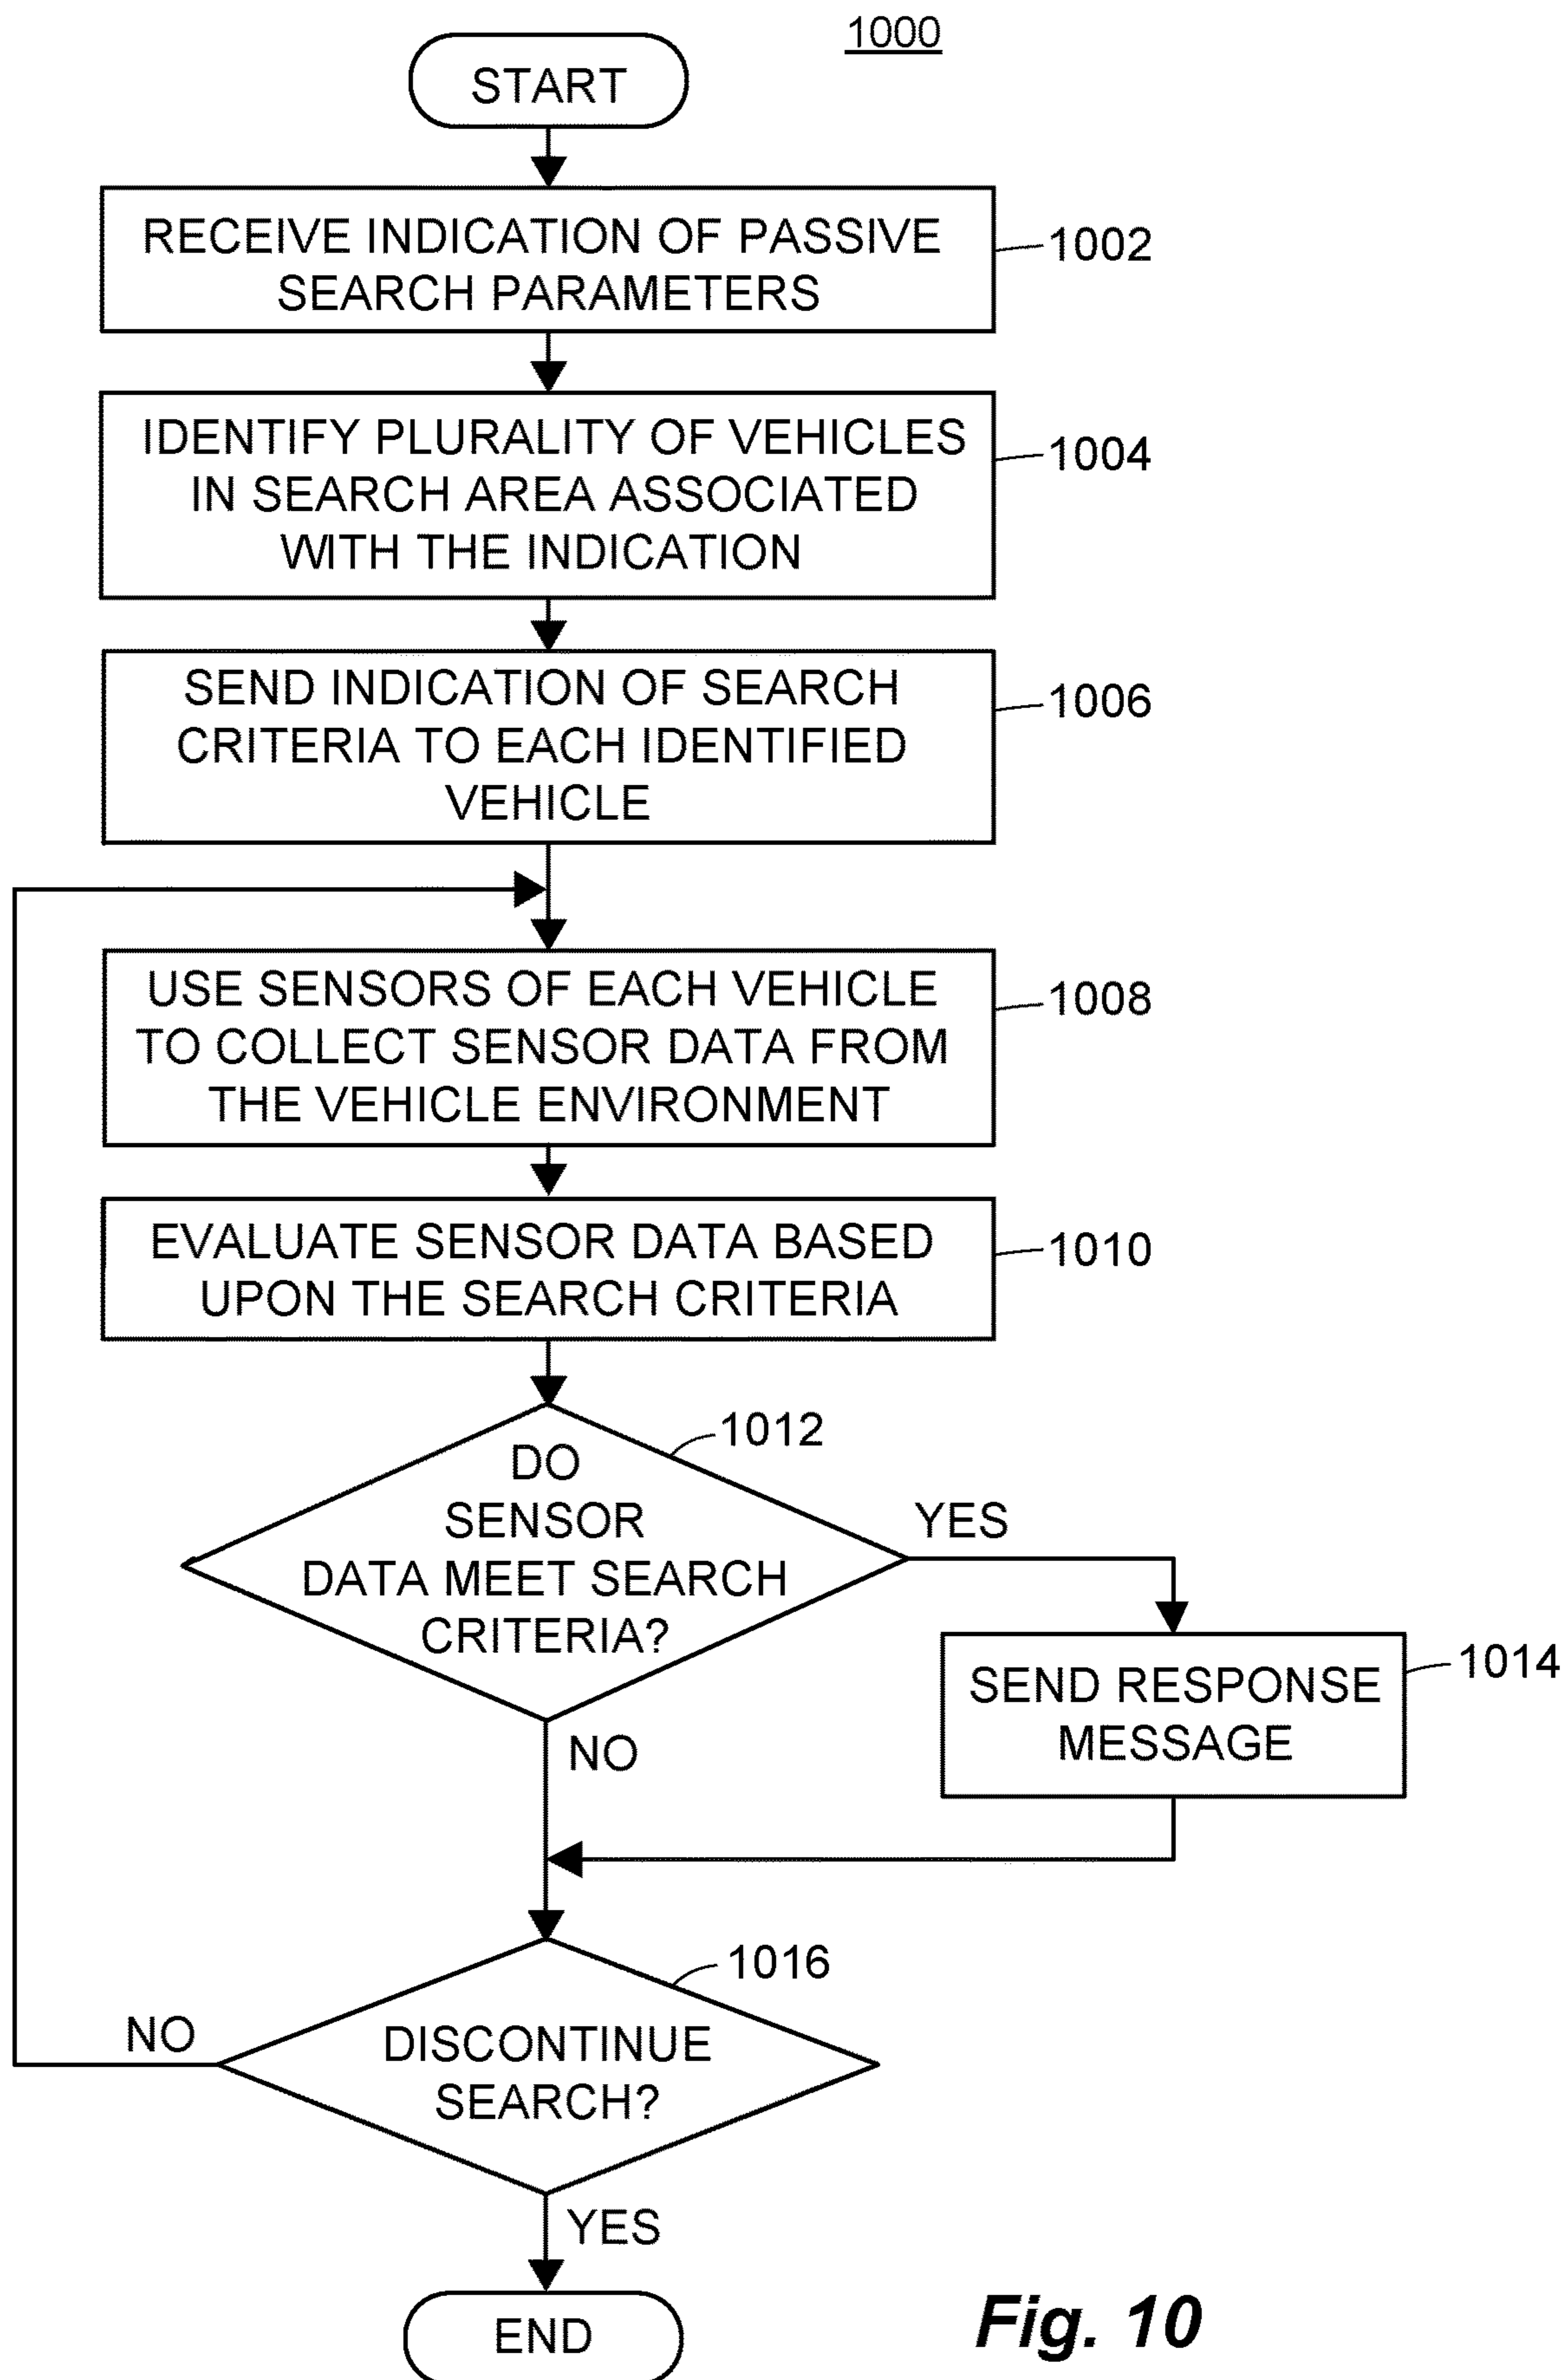 1000
START
RECEIVE INDICATION OF PASSIVE
SEARCH PARAMETERS
1002
IDENTIFY PLURALITY OF VEHICLES
IN SEARCH AREA ASSOCIATED
WITH THE INDICATION
1004
SEND INDICATION OF SEARCH
CRITERIA TO EACH IDENTIFIED
VEHICLE
1006
USE SENSORS OF EACH VEHICLE
TO COLLECT SENSOR DATA FROM
THE VEHICLE ENVIRONMENT
1008
EVALUATE SENSOR DATA BASED
UPON THE SEARCH CRITERIA
1010
DO
SENSOR
DATA MEET SEARCH
CRITERIA?
1012
YES
SEND RESPONSE
MESSAGE
1014
NO
DISCONTINUE
SEARCH?
1016
NO
YES
END
Fig. 10